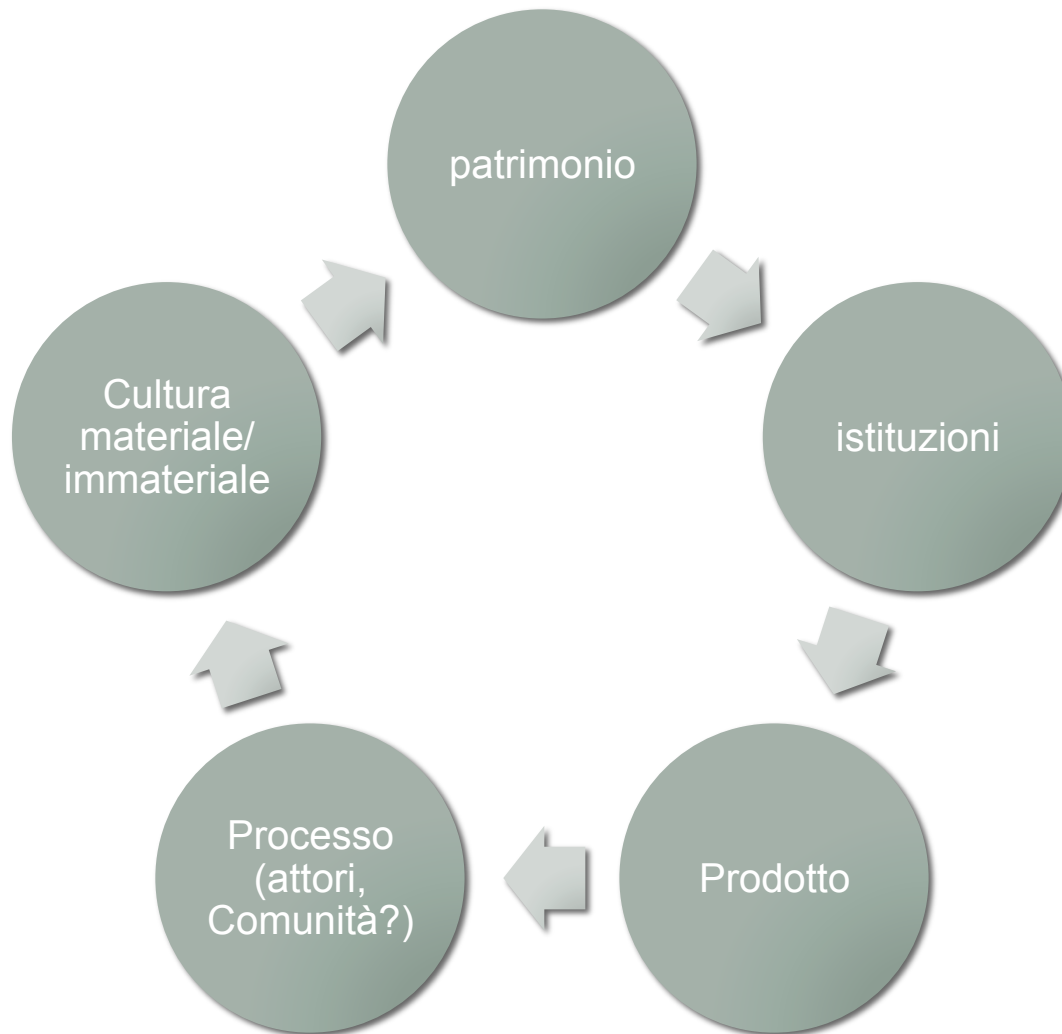 patrimonio
istituzioni
Prodotto
Processo
(attori,
Comunità?)
Cultura
materiale/
immateriale